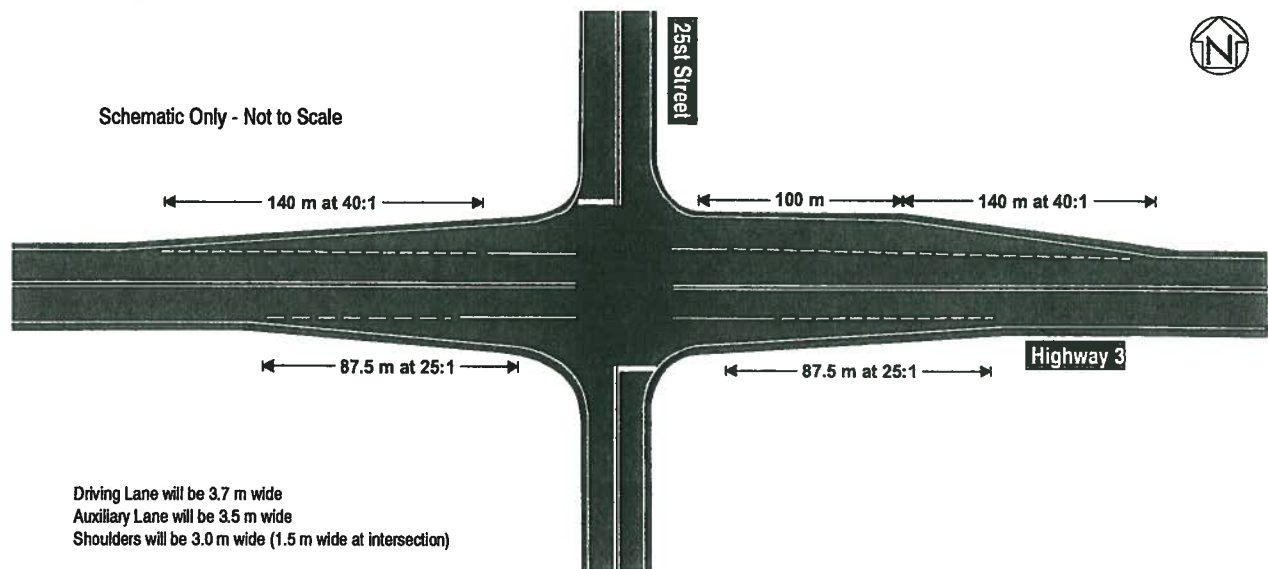 25st Street
N
Schematic Only - Not to Scale
140 m at 40:1
100 m
140 m at 40:1
87.5 m at 25:1
87.5 m at 25:1
Highway 3
Driving Lane will be 3.7 m wide
Auxiliary Lane will be 3.5 m wide
Shoulders will be 3.0 m wide (1.5 m wide at intersection)